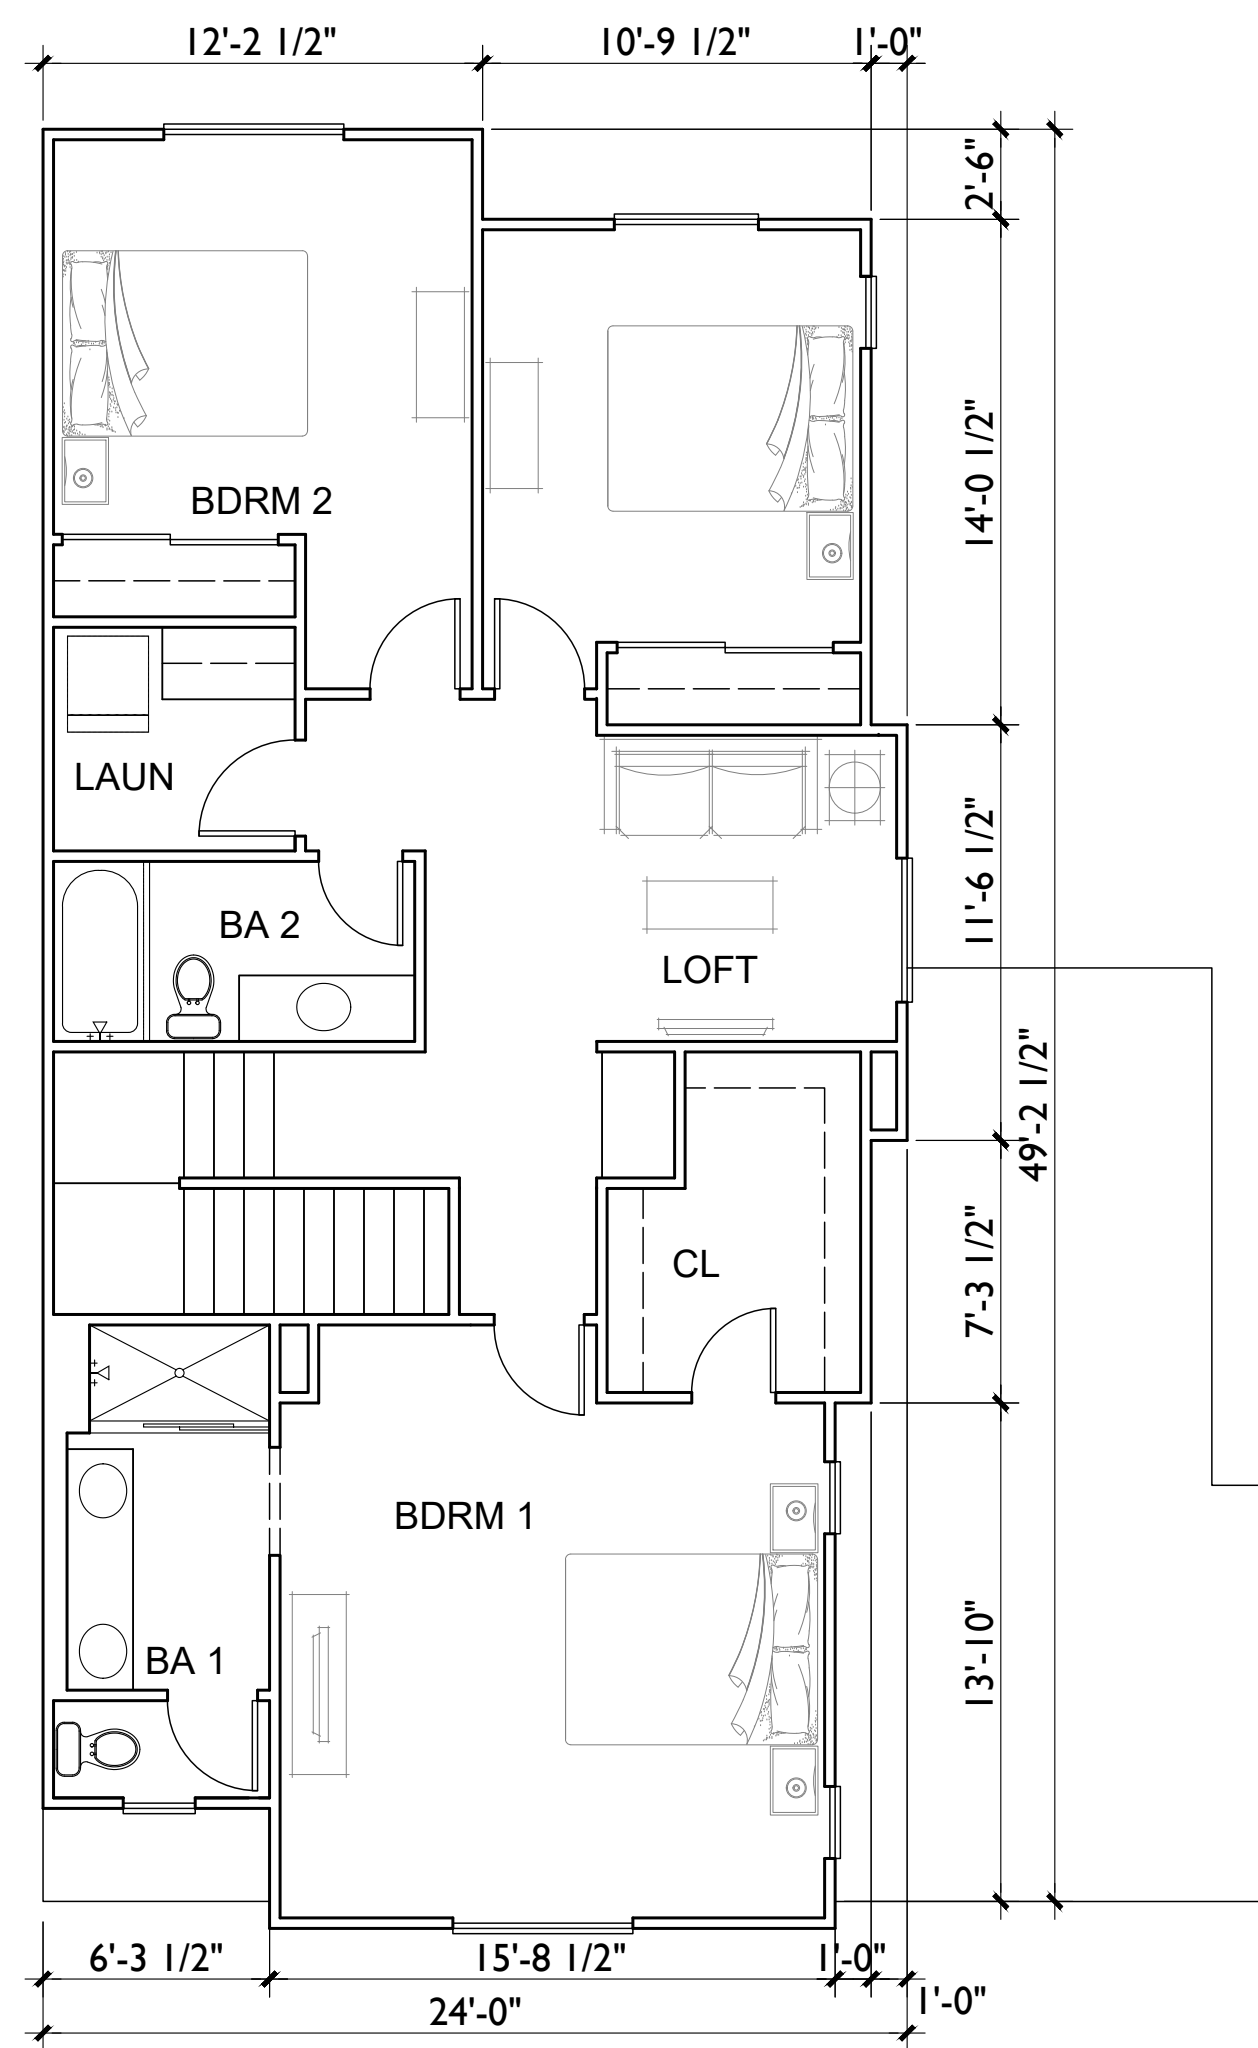 12'-2 1/2"
10'-9 1/2"
1'-0"
2'-6"
14'-0 1/2"
BDRM 2
LAUN
11'-6 1/2"
BA 2
LOFT
49'-2 1/2"
7'-3 1/2"
CL
BDRM 1
13'-10"
BA 1
6'-3 1/2"
15'-8 1/2"
1'-0"
1'-0"
24'-0"